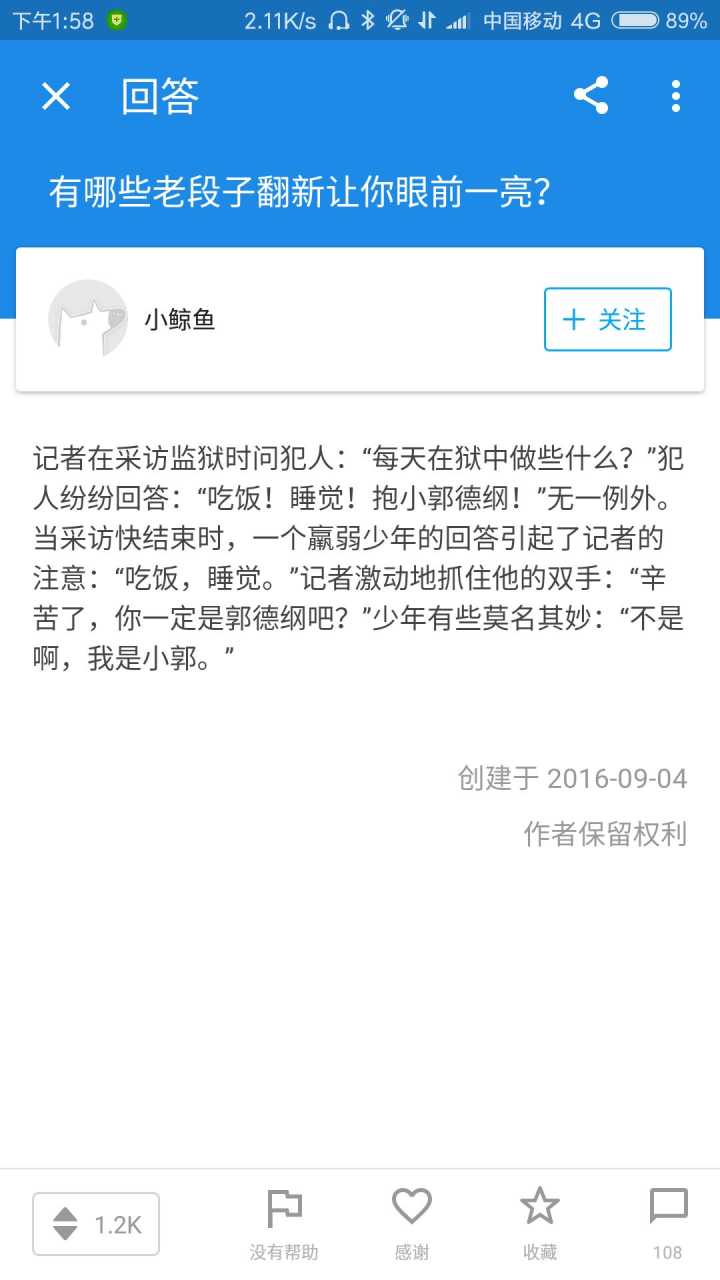 下午1:58 2.11K/s 中国移动 4G 89%
回答
有哪些老段子翻新让你眼前一亮？
小鲸鱼
＋ 关注
记者在采访监狱时问犯人：“每天在狱中做些什么？”犯
人纷纷回答：“吃饭！睡觉！抱小郭德纲！”无一例外。
当采访快结束时，一个羸弱少年的回答引起了记者的
注意：“吃饭，睡觉。”记者激动地抓住他的双手：“辛
苦了，你一定是郭德纲吧？”少年有些莫名其妙：“不是
啊，我是小郭。”
创建于 2016-09-04
作者保留权利
1.2K
没有帮助 感谢 收藏 108